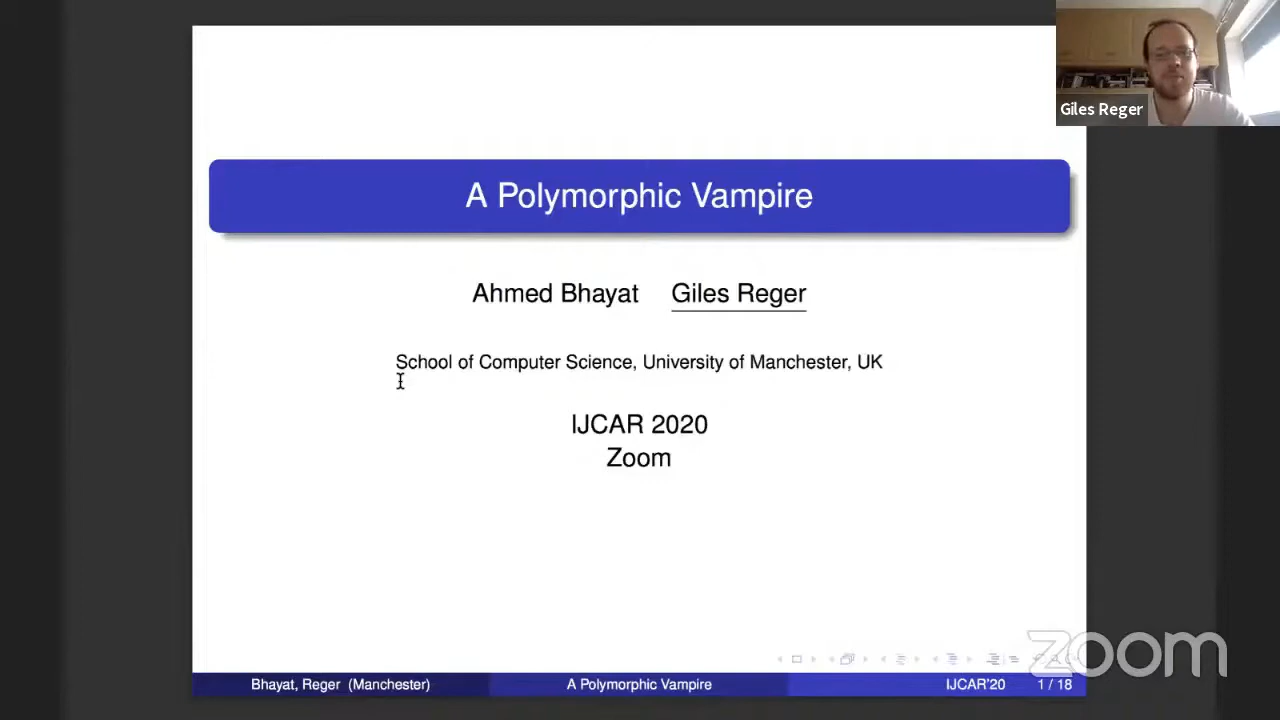 Giles Reger
A Polymorphic Vampire
Ahmed Bhayat Giles Reger
School of Computer Science, University of Manchester, UK
IJCAR 2020
Zoom
zoom
Bhayat, Reger (Manchester) A Polymorphic Vampire IJCAR'20 1 / 18